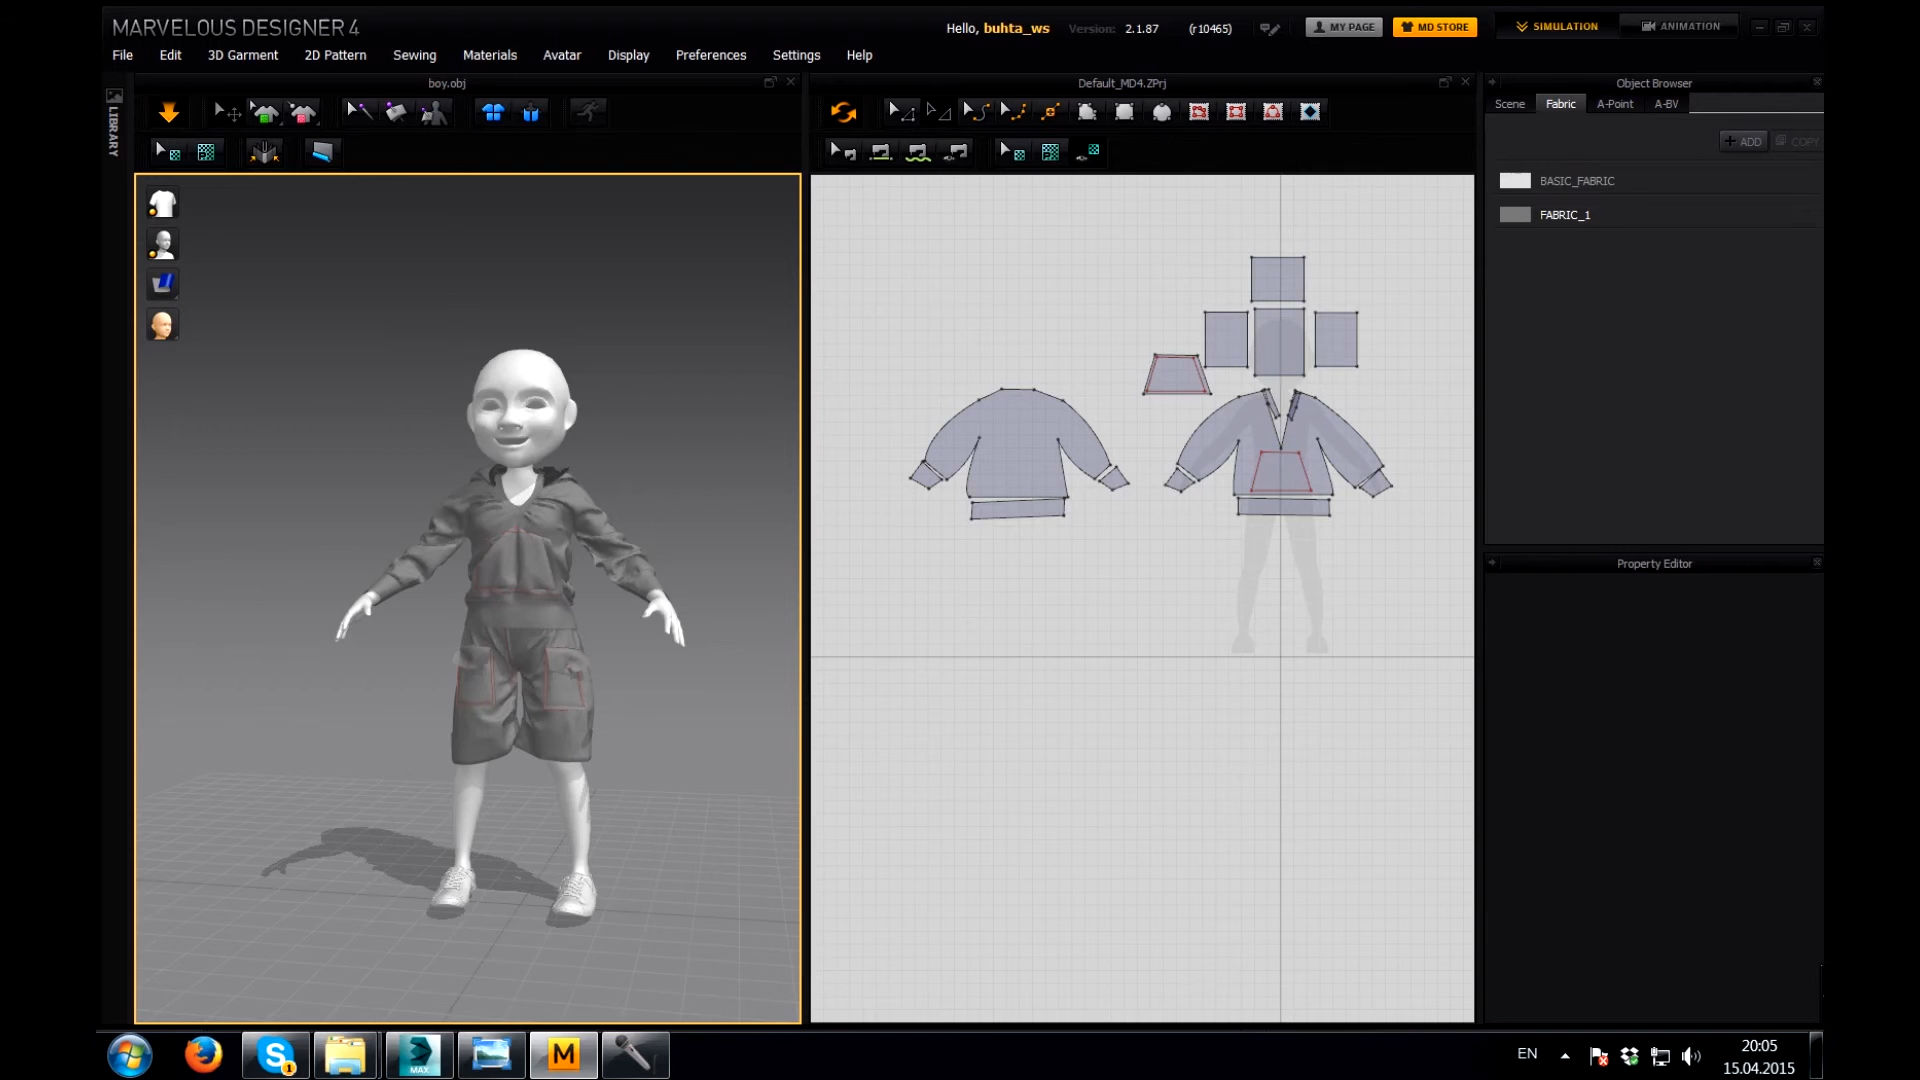 MARVELOUS DESIGNER 4
Hello, buhta_ws Version: 2.1.87 (r10465) MY PAGE MD STORE SIMULATION ANIMATION
File Edit 3D Garment 2D Pattern Sewing Materials Avatar Display Preferences Settings Help
boy.obj Default_MD4.ZPrj Object Browser
LIBRARY
Scene Fabric A-Point A-BV
+ ADD COPY
BASIC_FABRIC
FABRIC_1
Property Editor
1 MAX M
EN 20:05
15.04.2015